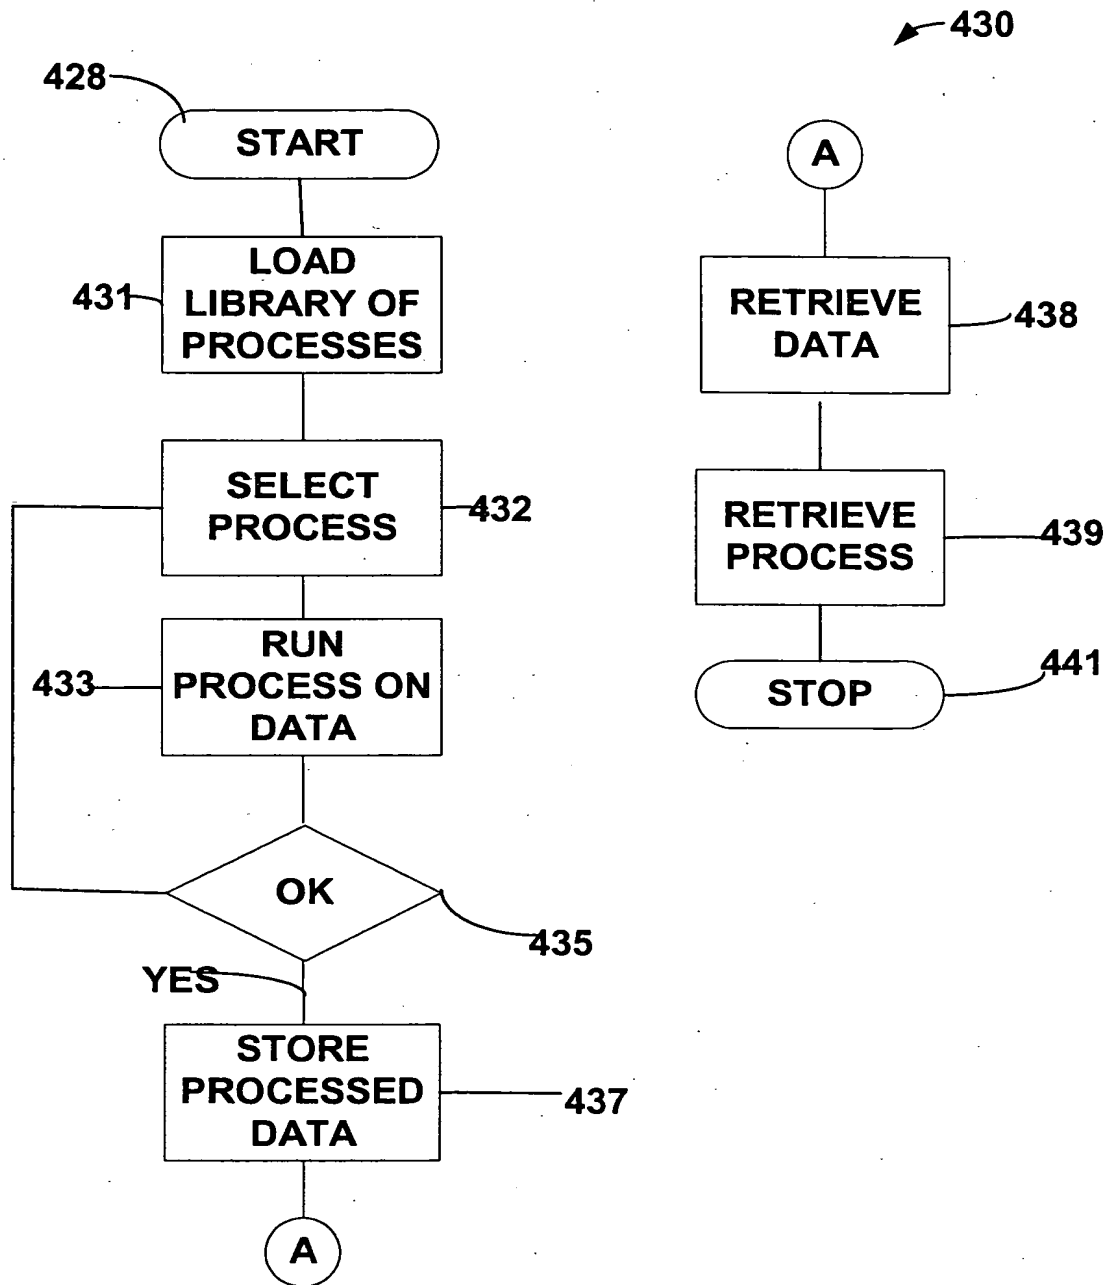 430
428
START
431
LOAD
LIBRARY OF
PROCESSES
SELECT
PROCESS
432
433
RUN
PROCESS ON
DATA
OK
435
YES
STORE
PROCESSED
DATA
437
A
A
RETRIEVE
DATA
438
RETRIEVE
PROCESS
439
STOP
441